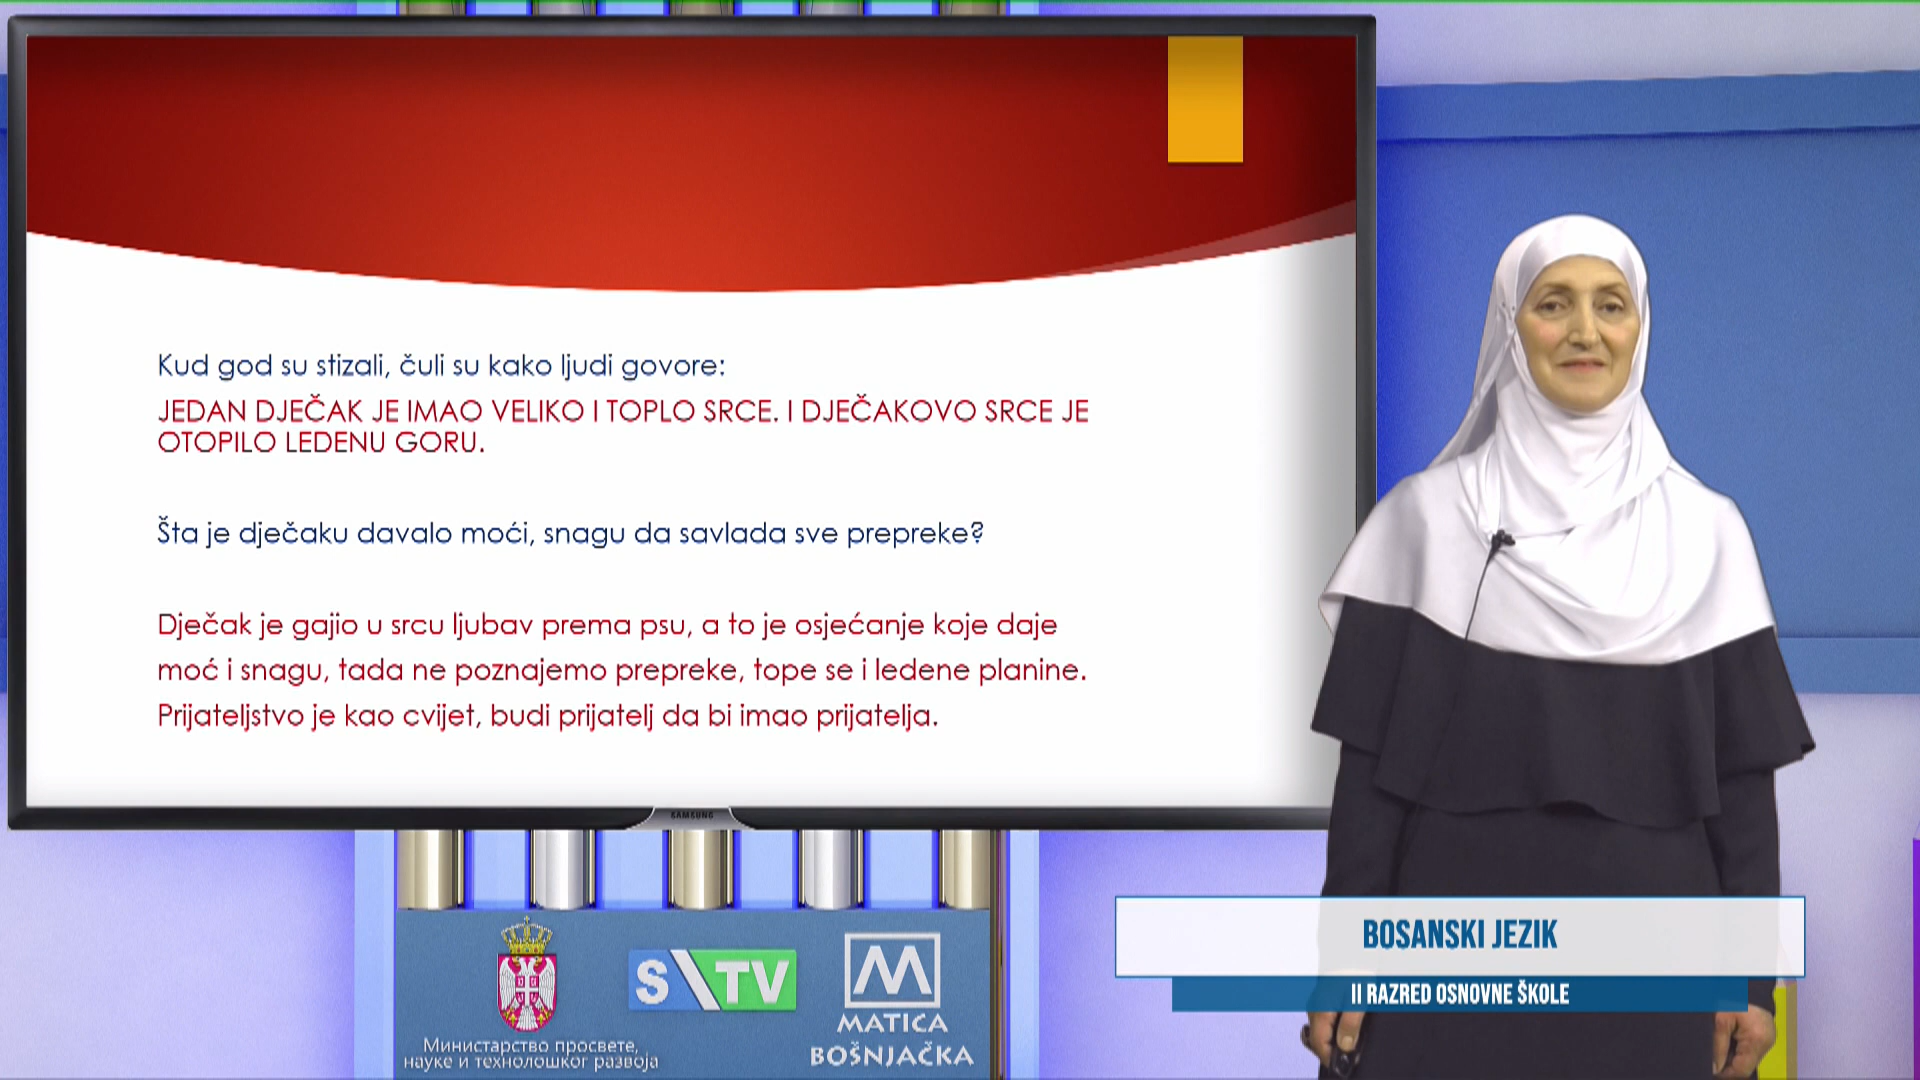 Kud god su stizali, čuli su kako ljudi govore:
JEDAN DJEČAK JE IMAO VELIKO I TOPLO SRCE. I DJEČAKOVO SRCE JE
OTOPILO LEDENU GORU.
Šta je dječaku davalo moći, snagu da savlada sve prepreke?
Dječak je gajio u srcu ljubav prema psu, a to je osjećanje koje daje
moć i snagu, tada ne poznajemo prepreke, tope se i ledene planine.
Prijateljstvo je kao cvijet, budi prijatelj da bi imao prijatelja.
SAMSUNG
Министарство просвете,
науке и технолошког развоја
S TV
M
MATICA
BOŠNJAČKA
BOSANSKI JEZIK
II RAZRED OSNOVNE ŠKOLE